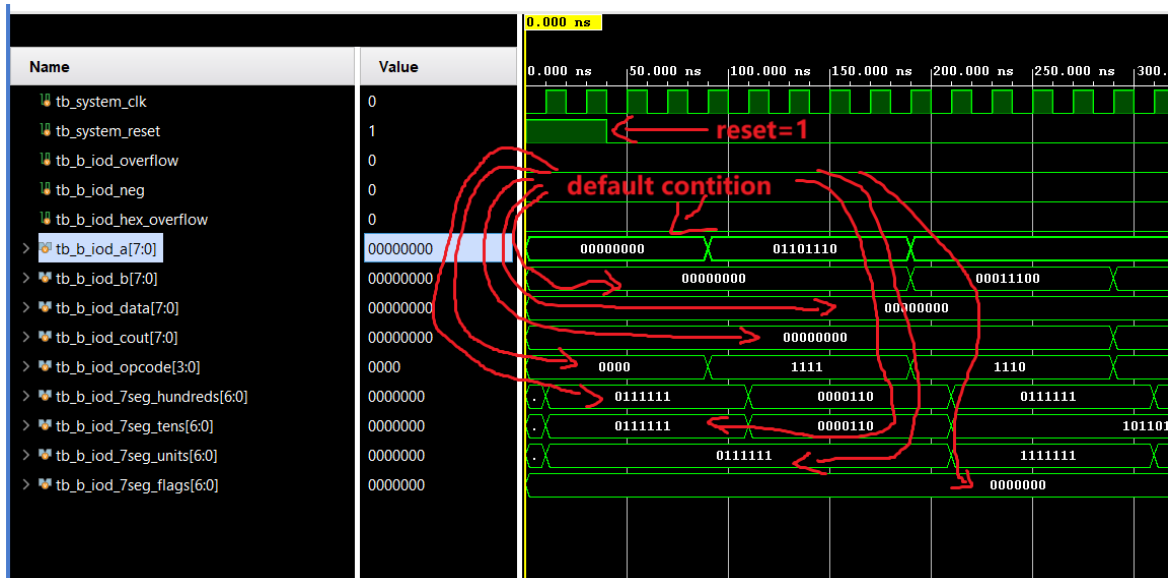 0.000 ns
Name Value
0.000 ns 50.000 ns 100.000 ns 150.000 ns 200.000 ns 250.000 ns 300.
tb_system_clk 0
tb_system_reset 1 reset=1
tb_b_iod_overflow 0
tb_b_iod_neg 0 default contition
tb_b_iod_hex_overflow 0
tb_b_iod_a[7:0] 00000000 00000000 01101110
tb_b_iod_b[7:0] 00000000 00000000 00011100
tb_b_iod_data[7:0] 00000000 00000000
tb_b_iod_cout[7:0] 00000000 00000000
tb_b_iod_opcode[3:0] 0000 0000 1111 1110
tb_b_iod_7seg_hundreds[6:0] 0000000 . 0111111 0000110 0111111
tb_b_iod_7seg_tens[6:0] 0000000 . 0111111 0000110 101101
tb_b_iod_7seg_units[6:0] 0000000 . 0111111 1111111
tb_b_iod_7seg_flags[6:0] 0000000 0000000